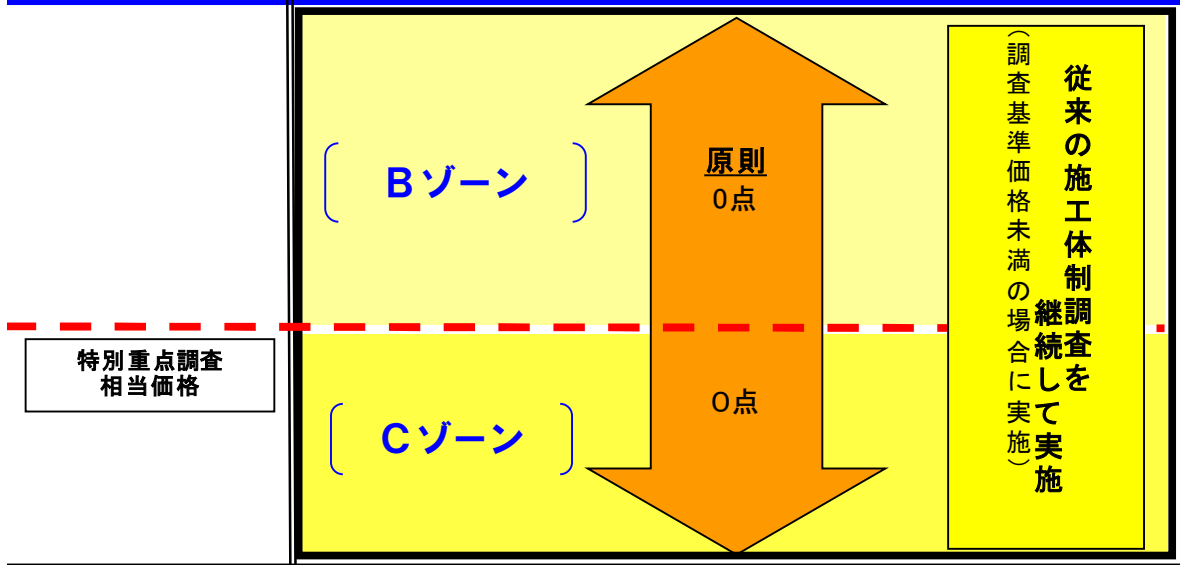 Bゾーン
原則
0点
特別重点調査
相当価格
Cゾーン
0点
従来の施工体制調査を
継続して実施
（調査基準価格未満の場合に実施）